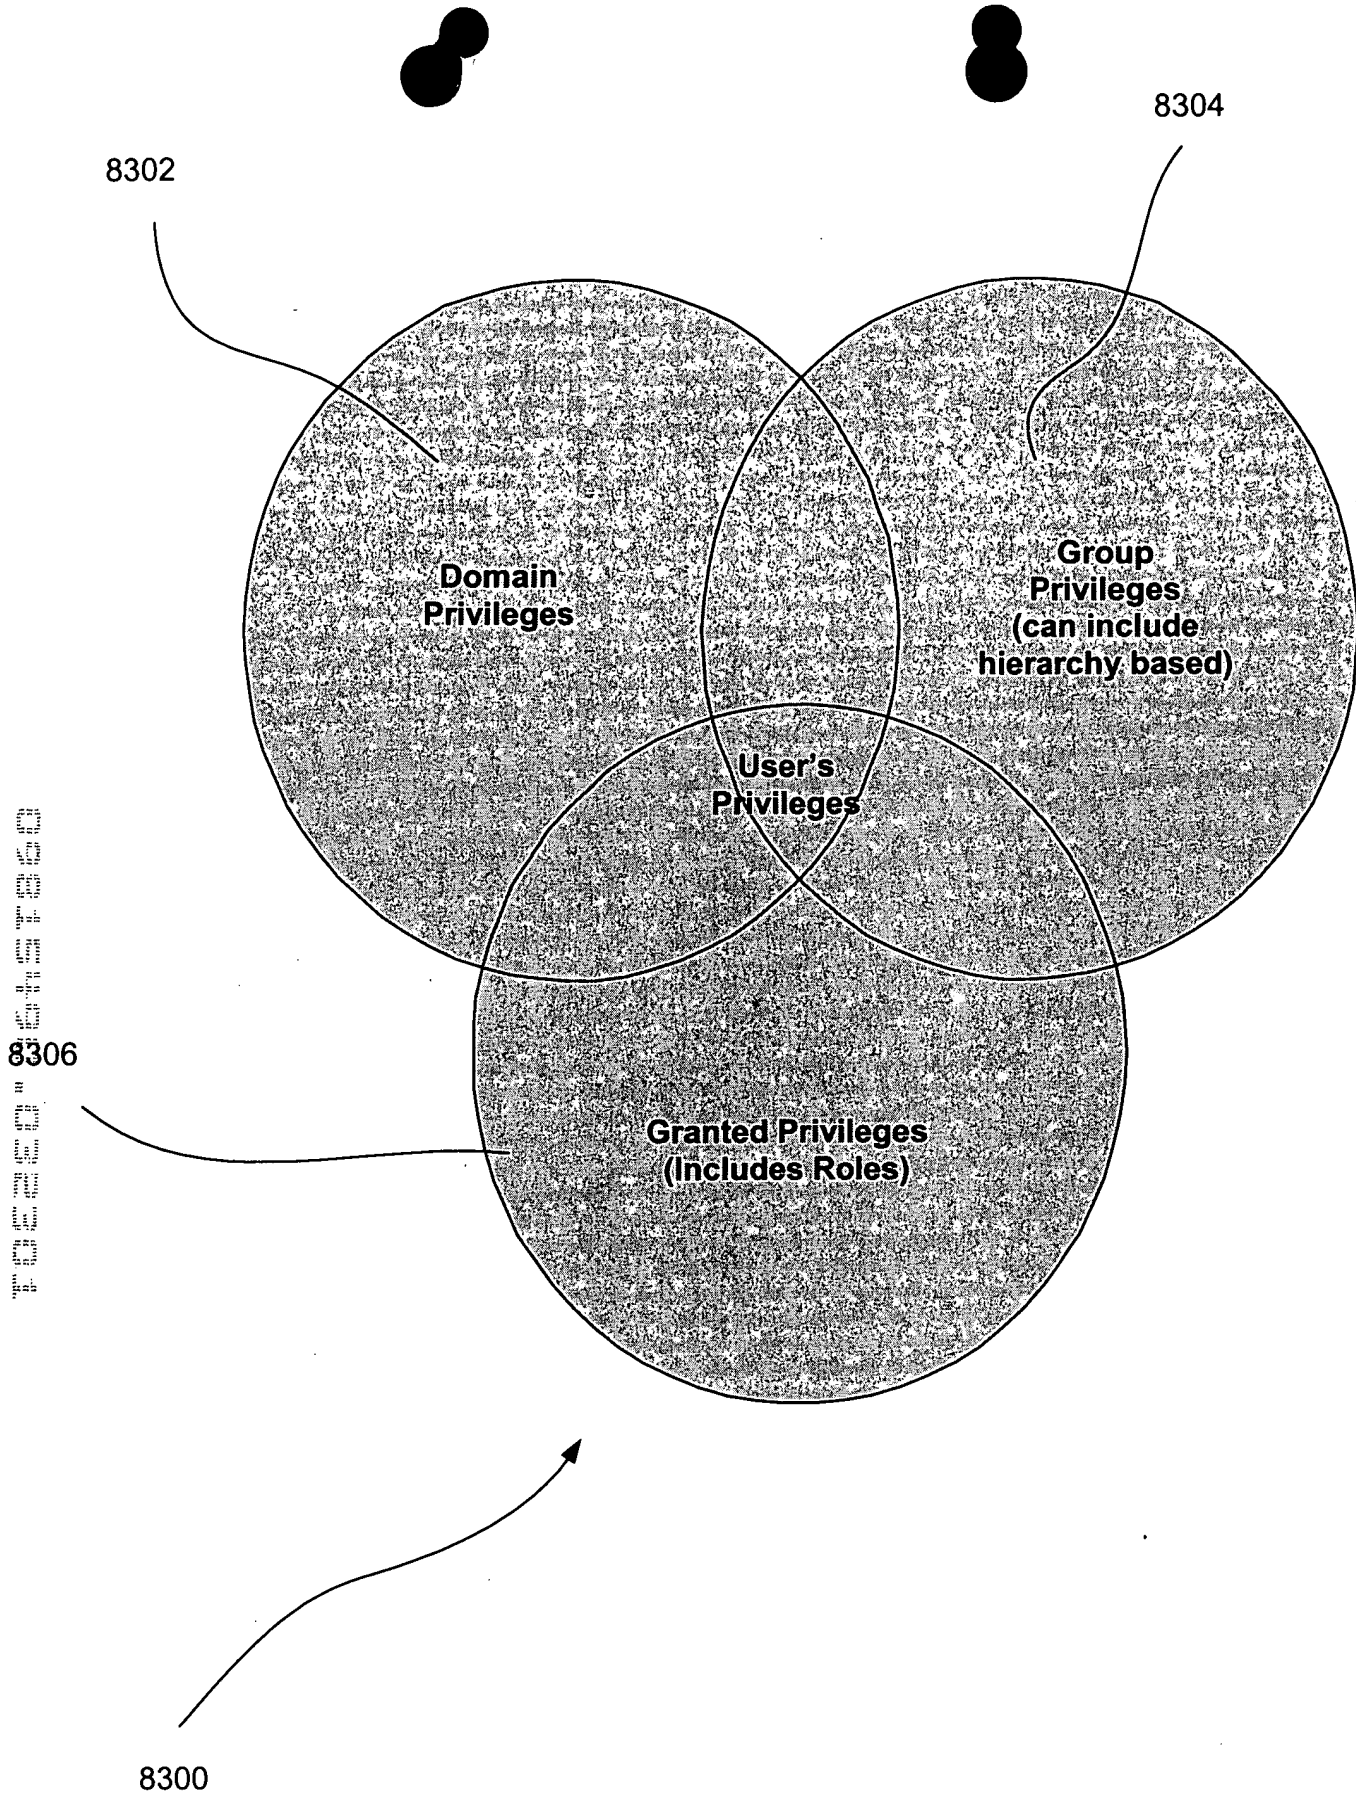 8304
8302
Domain
Privileges
Group
Privileges
(can include
hierarchy based)
User's
Privileges
8306
Granted Privileges
(Includes Roles)
8300